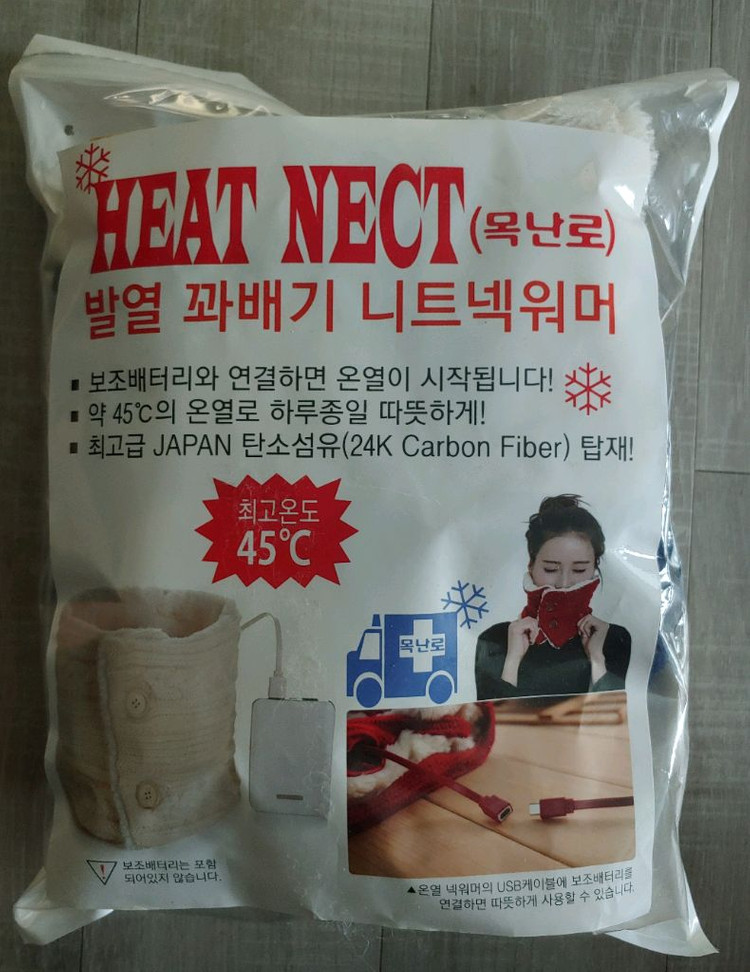 HEAT NECT (목난로)
발열 꽈배기 니트넥워머
■ 보조배터리와 연결하면 온열이 시작됩니다!
■ 약 45℃의 온열로 하루종일 따뜻하게!
■ 최고급 JAPAN 탄소섬유(24K Carbon Fiber) 탑재!
최고온도
45℃
목난로
! 보조배터리는 포함
되어있지 않습니다.
▲온열 넥워머의 USB케이블에 보조배터리를
연결하면 따뜻하게 사용할 수 있습니다.